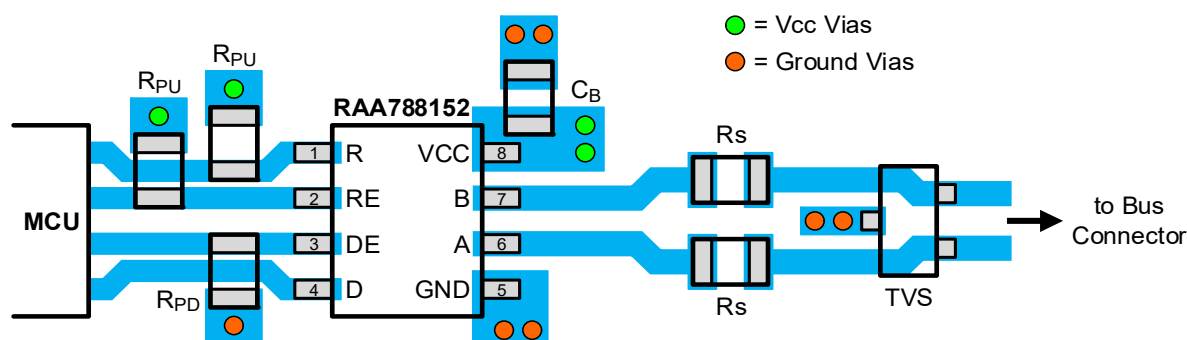 = Vcc Vias
= Ground Vias
RPU
RPU
CB
RAA788152
MCU
1 R
2 RE
3 DE
4 D
VCC 8
B 7
A 6
GND 5
RPD
Rs
Rs
TVS
to Bus
Connector